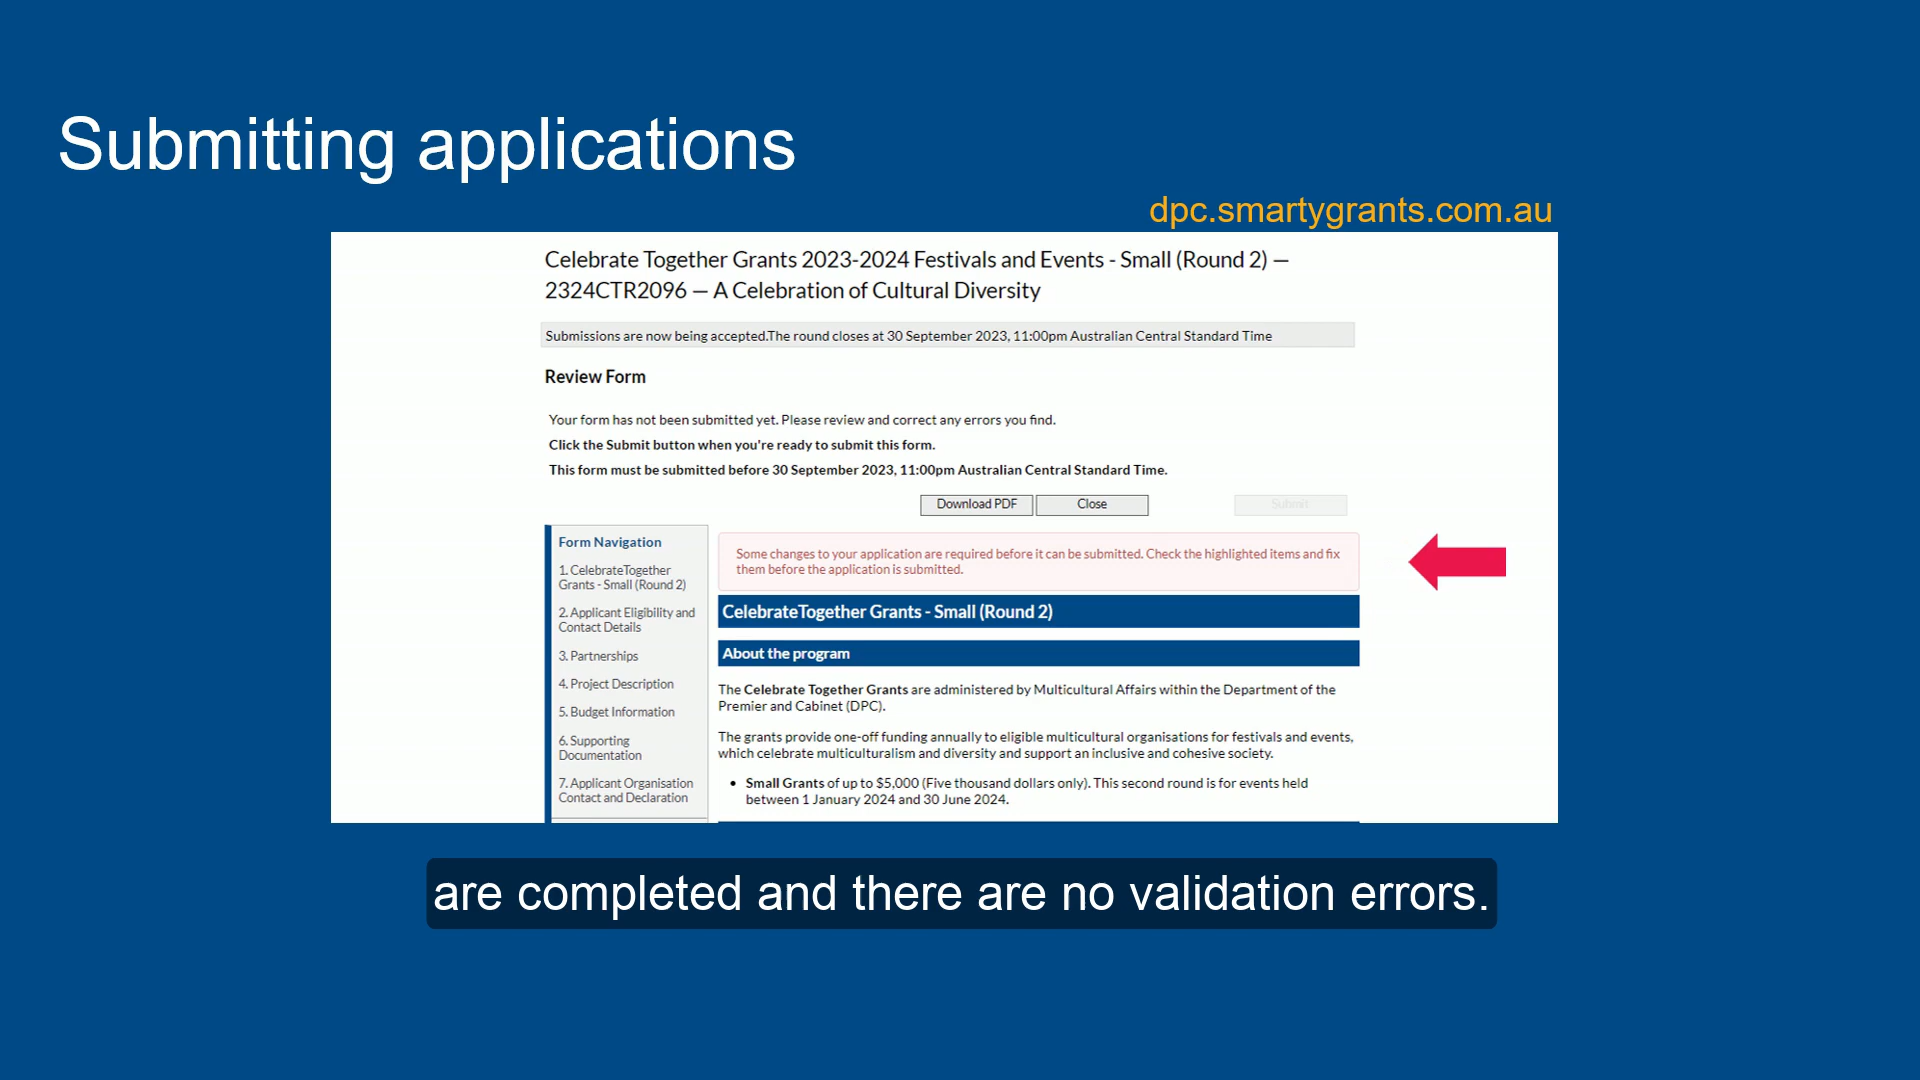 Submitting applications
dpc.smartygrants.com.au
Celebrate Together Grants 2023-2024 Festivals and Events - Small (Round 2) —
2324CTR2096 — A Celebration of Cultural Diversity
Submissions are now being accepted.The round closes at 30 September 2023, 11:00pm Australian Central Standard Time
Review Form
Your form has not been submitted yet. Please review and correct any errors you find.
Click the Submit button when you're ready to submit this form.
This form must be submitted before 30 September 2023, 11:00pm Australian Central Standard Time.
Download PDF
Close
Submit
Form Navigation
1. CelebrateTogether
Grants - Small (Round 2)
2. Applicant Eligibility and
Contact Details
3. Partnerships
4. Project Description
5. Budget Information
6. Supporting
Documentation
7. Applicant Organisation
Contact and Declaration
Some changes to your application are required before it can be submitted. Check the highlighted items and fix
them before the application is submitted.
CelebrateTogether Grants - Small (Round 2)
About the program
The Celebrate Together Grants are administered by Multicultural Affairs within the Department of the
Premier and Cabinet (DPC).
The grants provide one-off funding annually to eligible multicultural organisations for festivals and events,
which celebrate multiculturalism and diversity and support an inclusive and cohesive society.
• Small Grants of up to $5,000 (Five thousand dollars only). This second round is for events held
between 1 January 2024 and 30 June 2024.
are completed and there are no validation errors.